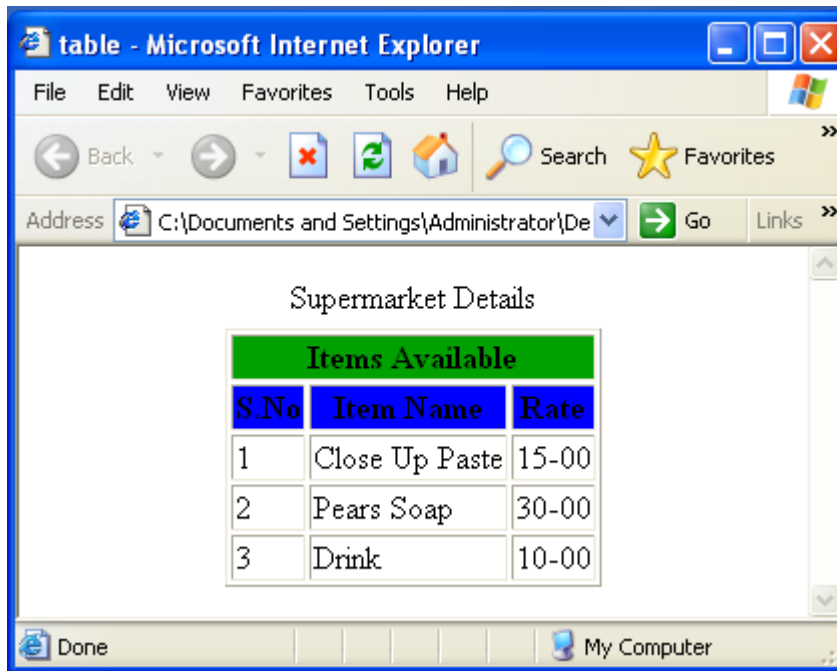 table - Microsoft Internet Explorer
File Edit View Favorites Tools Help
Back Search Favorites »
Address C:\Documents and Settings\Administrator\De Go Links »
Supermarket Details
Items Available
S.No Item Name Rate
1 Close Up Paste 15-00
2 Pears Soap 30-00
3 Drink 10-00
Done My Computer